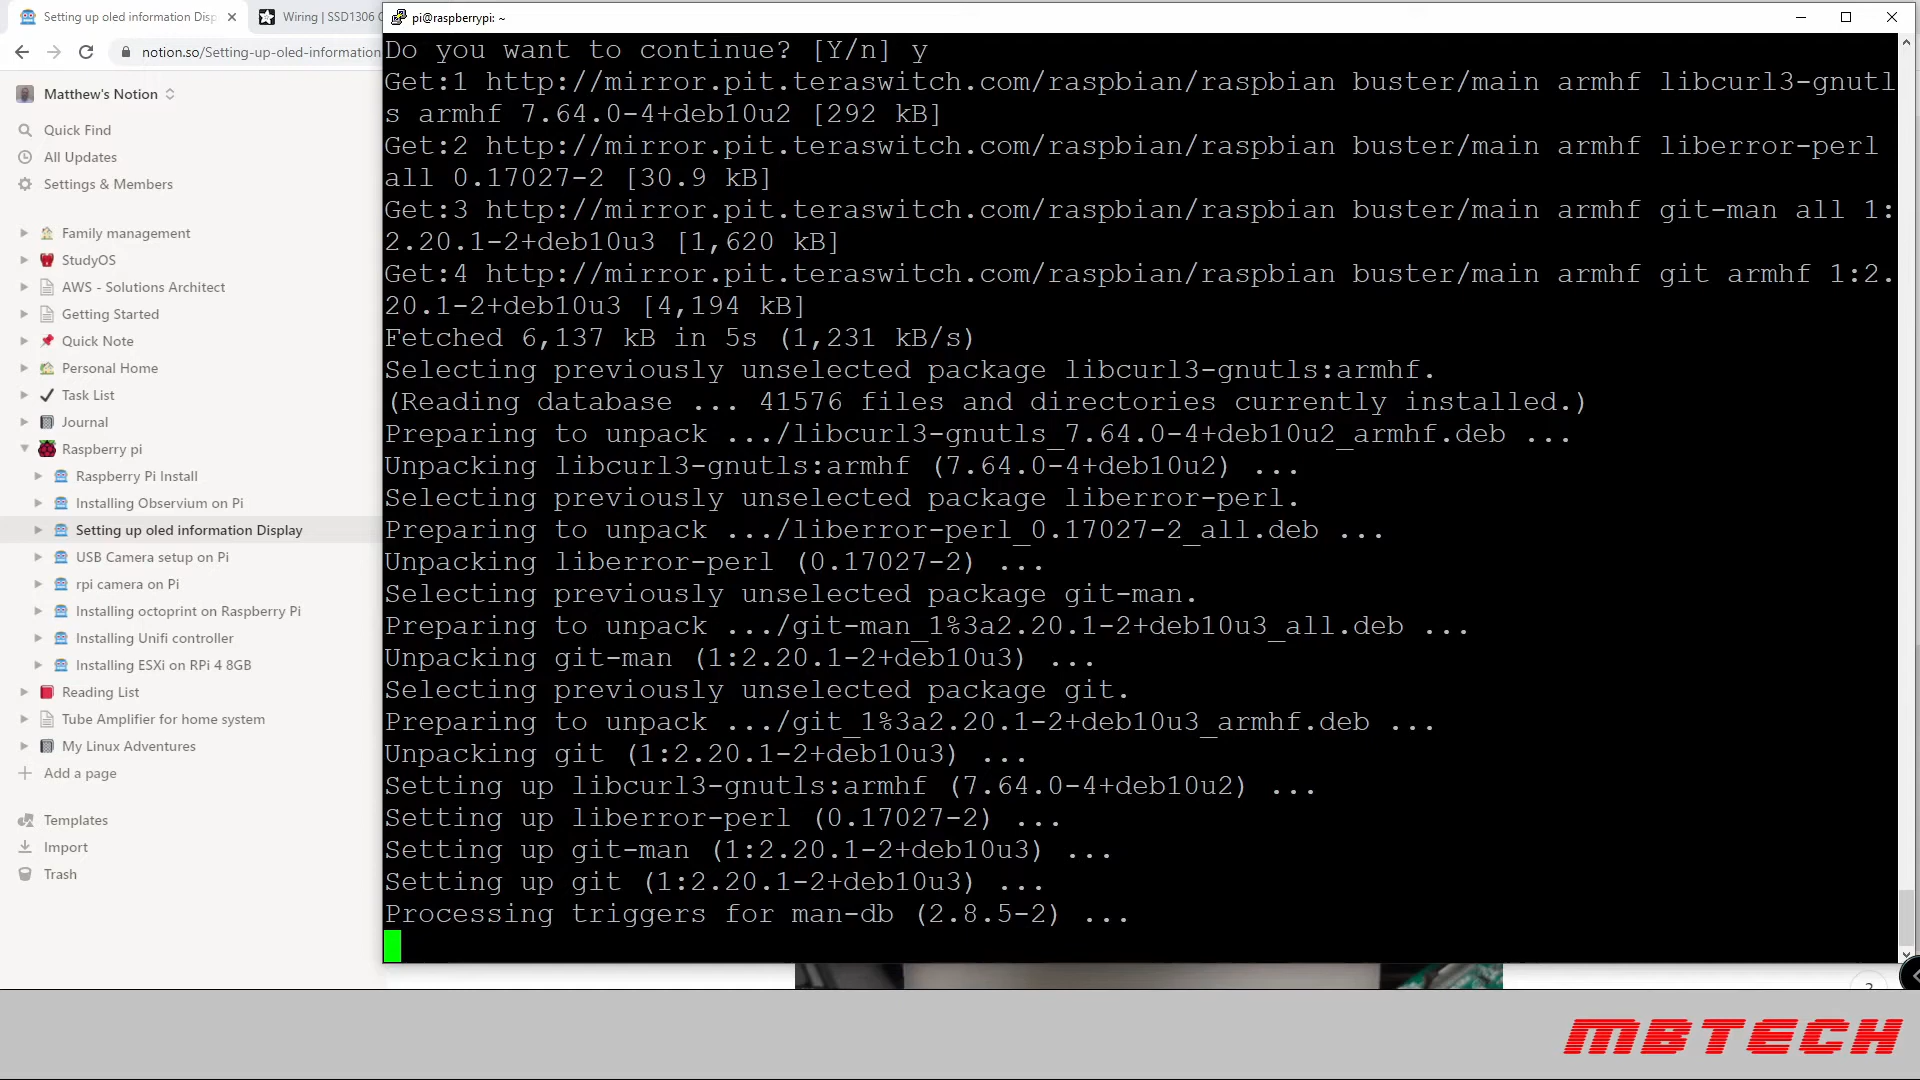 Setting up oled information Disp
Wiring | SSD1306
notion.so/Setting-up-oled-information
Matthew's Notion
Quick Find
All Updates
Settings & Members
Family management
StudyOS
AWS - Solutions Architect
Getting Started
Quick Note
Personal Home
Task List
Journal
Raspberry pi
Raspberry Pi Install
Installing Observium on Pi
Setting up oled information Display
USB Camera setup on Pi
rpi camera on Pi
Installing octoprint on Raspberry Pi
Installing Unifi controller
Installing ESXi on RPi 4 8GB
Reading List
Tube Amplifier for home system
My Linux Adventures
Add a page
Templates
Import
Trash
pi@raspberrypi: ~
Do you want to continue? [Y/n] y
Get:1 http://mirror.pit.teraswitch.com/raspbian/raspbian buster/main armhf libcurl3-gnutl
s armhf 7.64.0-4+deb10u2 [292 kB]
Get:2 http://mirror.pit.teraswitch.com/raspbian/raspbian buster/main armhf liberror-perl
all 0.17027-2 [30.9 kB]
Get:3 http://mirror.pit.teraswitch.com/raspbian/raspbian buster/main armhf git-man all 1:
2.20.1-2+deb10u3 [1,620 kB]
Get:4 http://mirror.pit.teraswitch.com/raspbian/raspbian buster/main armhf git armhf 1:2.
20.1-2+deb10u3 [4,194 kB]
Fetched 6,137 kB in 5s (1,231 kB/s)
Selecting previously unselected package libcurl3-gnutls:armhf.
(Reading database ... 41576 files and directories currently installed.)
Preparing to unpack .../libcurl3-gnutls_7.64.0-4+deb10u2_armhf.deb ...
Unpacking libcurl3-gnutls:armhf (7.64.0-4+deb10u2) ...
Selecting previously unselected package liberror-perl.
Preparing to unpack .../liberror-perl_0.17027-2_all.deb ...
Unpacking liberror-perl (0.17027-2) ...
Selecting previously unselected package git-man.
Preparing to unpack .../git-man_1%3a2.20.1-2+deb10u3_all.deb ...
Unpacking git-man (1:2.20.1-2+deb10u3) ...
Selecting previously unselected package git.
Preparing to unpack .../git_1%3a2.20.1-2+deb10u3_armhf.deb ...
Unpacking git (1:2.20.1-2+deb10u3) ...
Setting up libcurl3-gnutls:armhf (7.64.0-4+deb10u2) ...
Setting up liberror-perl (0.17027-2) ...
Setting up git-man (1:2.20.1-2+deb10u3) ...
Setting up git (1:2.20.1-2+deb10u3) ...
Processing triggers for man-db (2.8.5-2) ...
MBTECH